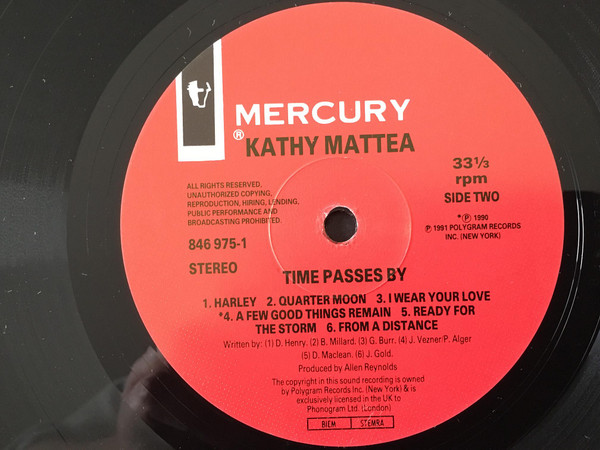 MERCURY
®
KATHY MATTEA
33⅓
rpm
SIDE TWO
ALL RIGHTS RESERVED.
UNAUTHORIZED COPYING,
REPRODUCTION, HIRING, LENDING,
PUBLIC PERFORMANCE AND
BROADCASTING PROHIBITED.
*Ⓟ 1990
Ⓟ 1991 POLYGRAM RECORDS
INC. (NEW YORK)
846 975-1
STEREO
TIME PASSES BY
1. HARLEY 2. QUARTER MOON 3. I WEAR YOUR LOVE
*4. A FEW GOOD THINGS REMAIN 5. READY FOR
THE STORM 6. FROM A DISTANCE
Written by: (1) D. Henry. (2) B. Millard. (3) G. Burr. (4) J. Vezner/P. Alger
(5) D. Maclean. (6) J. Gold.
Produced by Allen Reynolds
The copyright in this sound recording is owned by
Polygram Records Inc. (New York) & is
exclusively licensed in the UK to
Phonogram Ltd. (London)
BIEM STEMRA